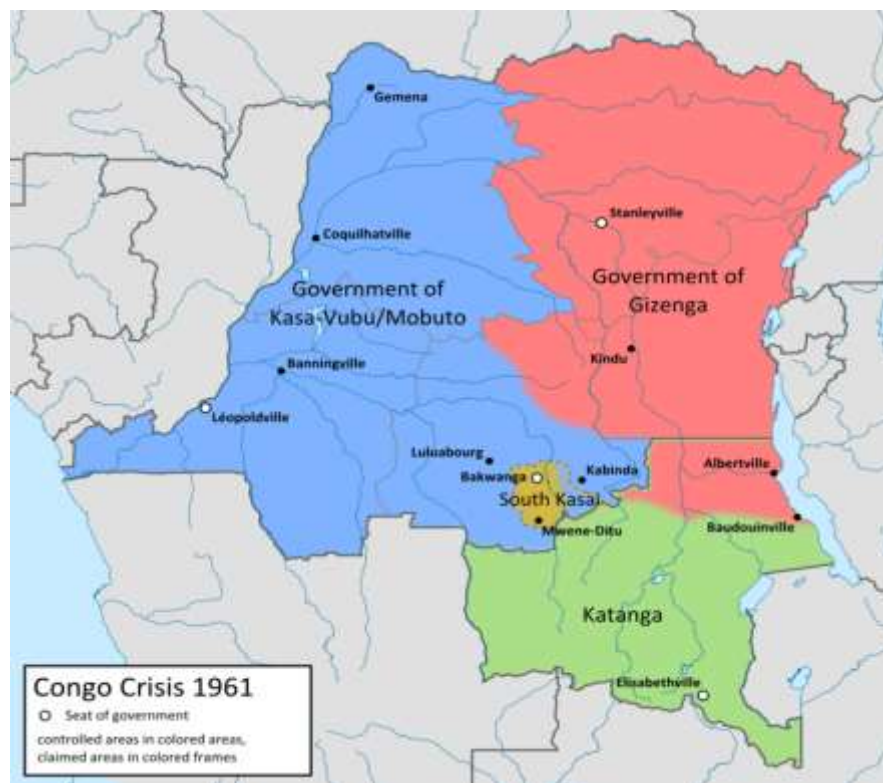 Gemena
Stanleyville
Coquilhatville
Government of
Kasa-Vubu/Mobuto
Government of
Gizenga
Kindu
Banningville
Léopoldville
Luluabourg
Bakwanga
Kabinda
Albertville
South Kasai
Mwene-Ditu
Baudouinville
Katanga
Elisabethville
Congo Crisis 1961
Seat of government
controlled areas in colored areas,
claimed areas in colored frames